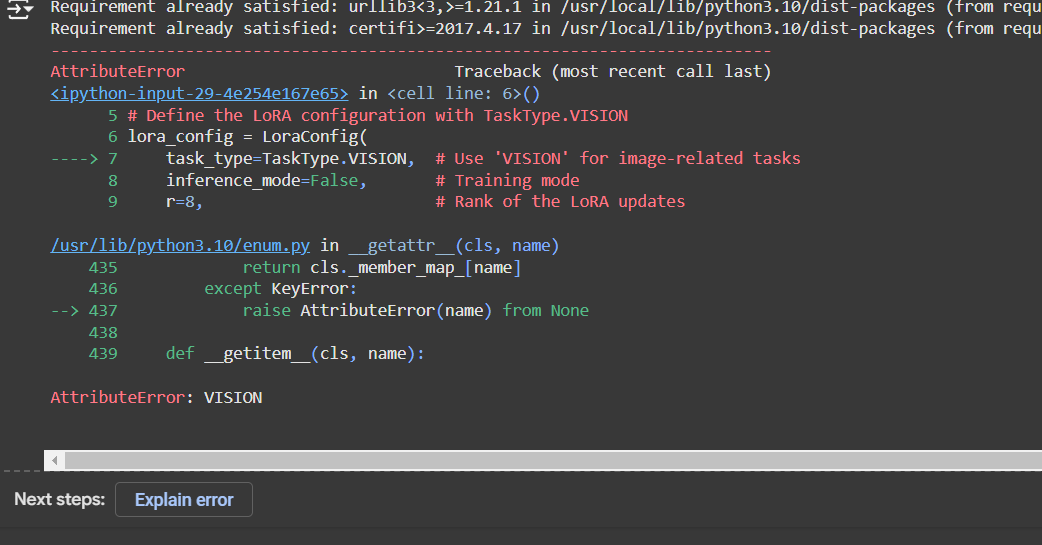 Requirement already satisfied: urllib3<3,>=1.21.1 in /usr/local/lib/python3.10/dist-packages (from requ
Requirement already satisfied: certifi>=2017.4.17 in /usr/local/lib/python3.10/dist-packages (from requ
---------------------------------------------------------------------------
AttributeError                            Traceback (most recent call last)
<ipython-input-29-4e254e167e65> in <cell line: 6>()
      5 # Define the LoRA configuration with TaskType.VISION
      6 lora_config = LoraConfig(
----> 7     task_type=TaskType.VISION,  # Use 'VISION' for image-related tasks
      8     inference_mode=False,       # Training mode
      9     r=8,                        # Rank of the LoRA updates
/usr/lib/python3.10/enum.py in __getattr__(cls, name)
    435             return cls._member_map_[name]
    436         except KeyError:
--> 437             raise AttributeError(name) from None
    438
    439     def __getitem__(cls, name):
AttributeError: VISION
Next steps: Explain error